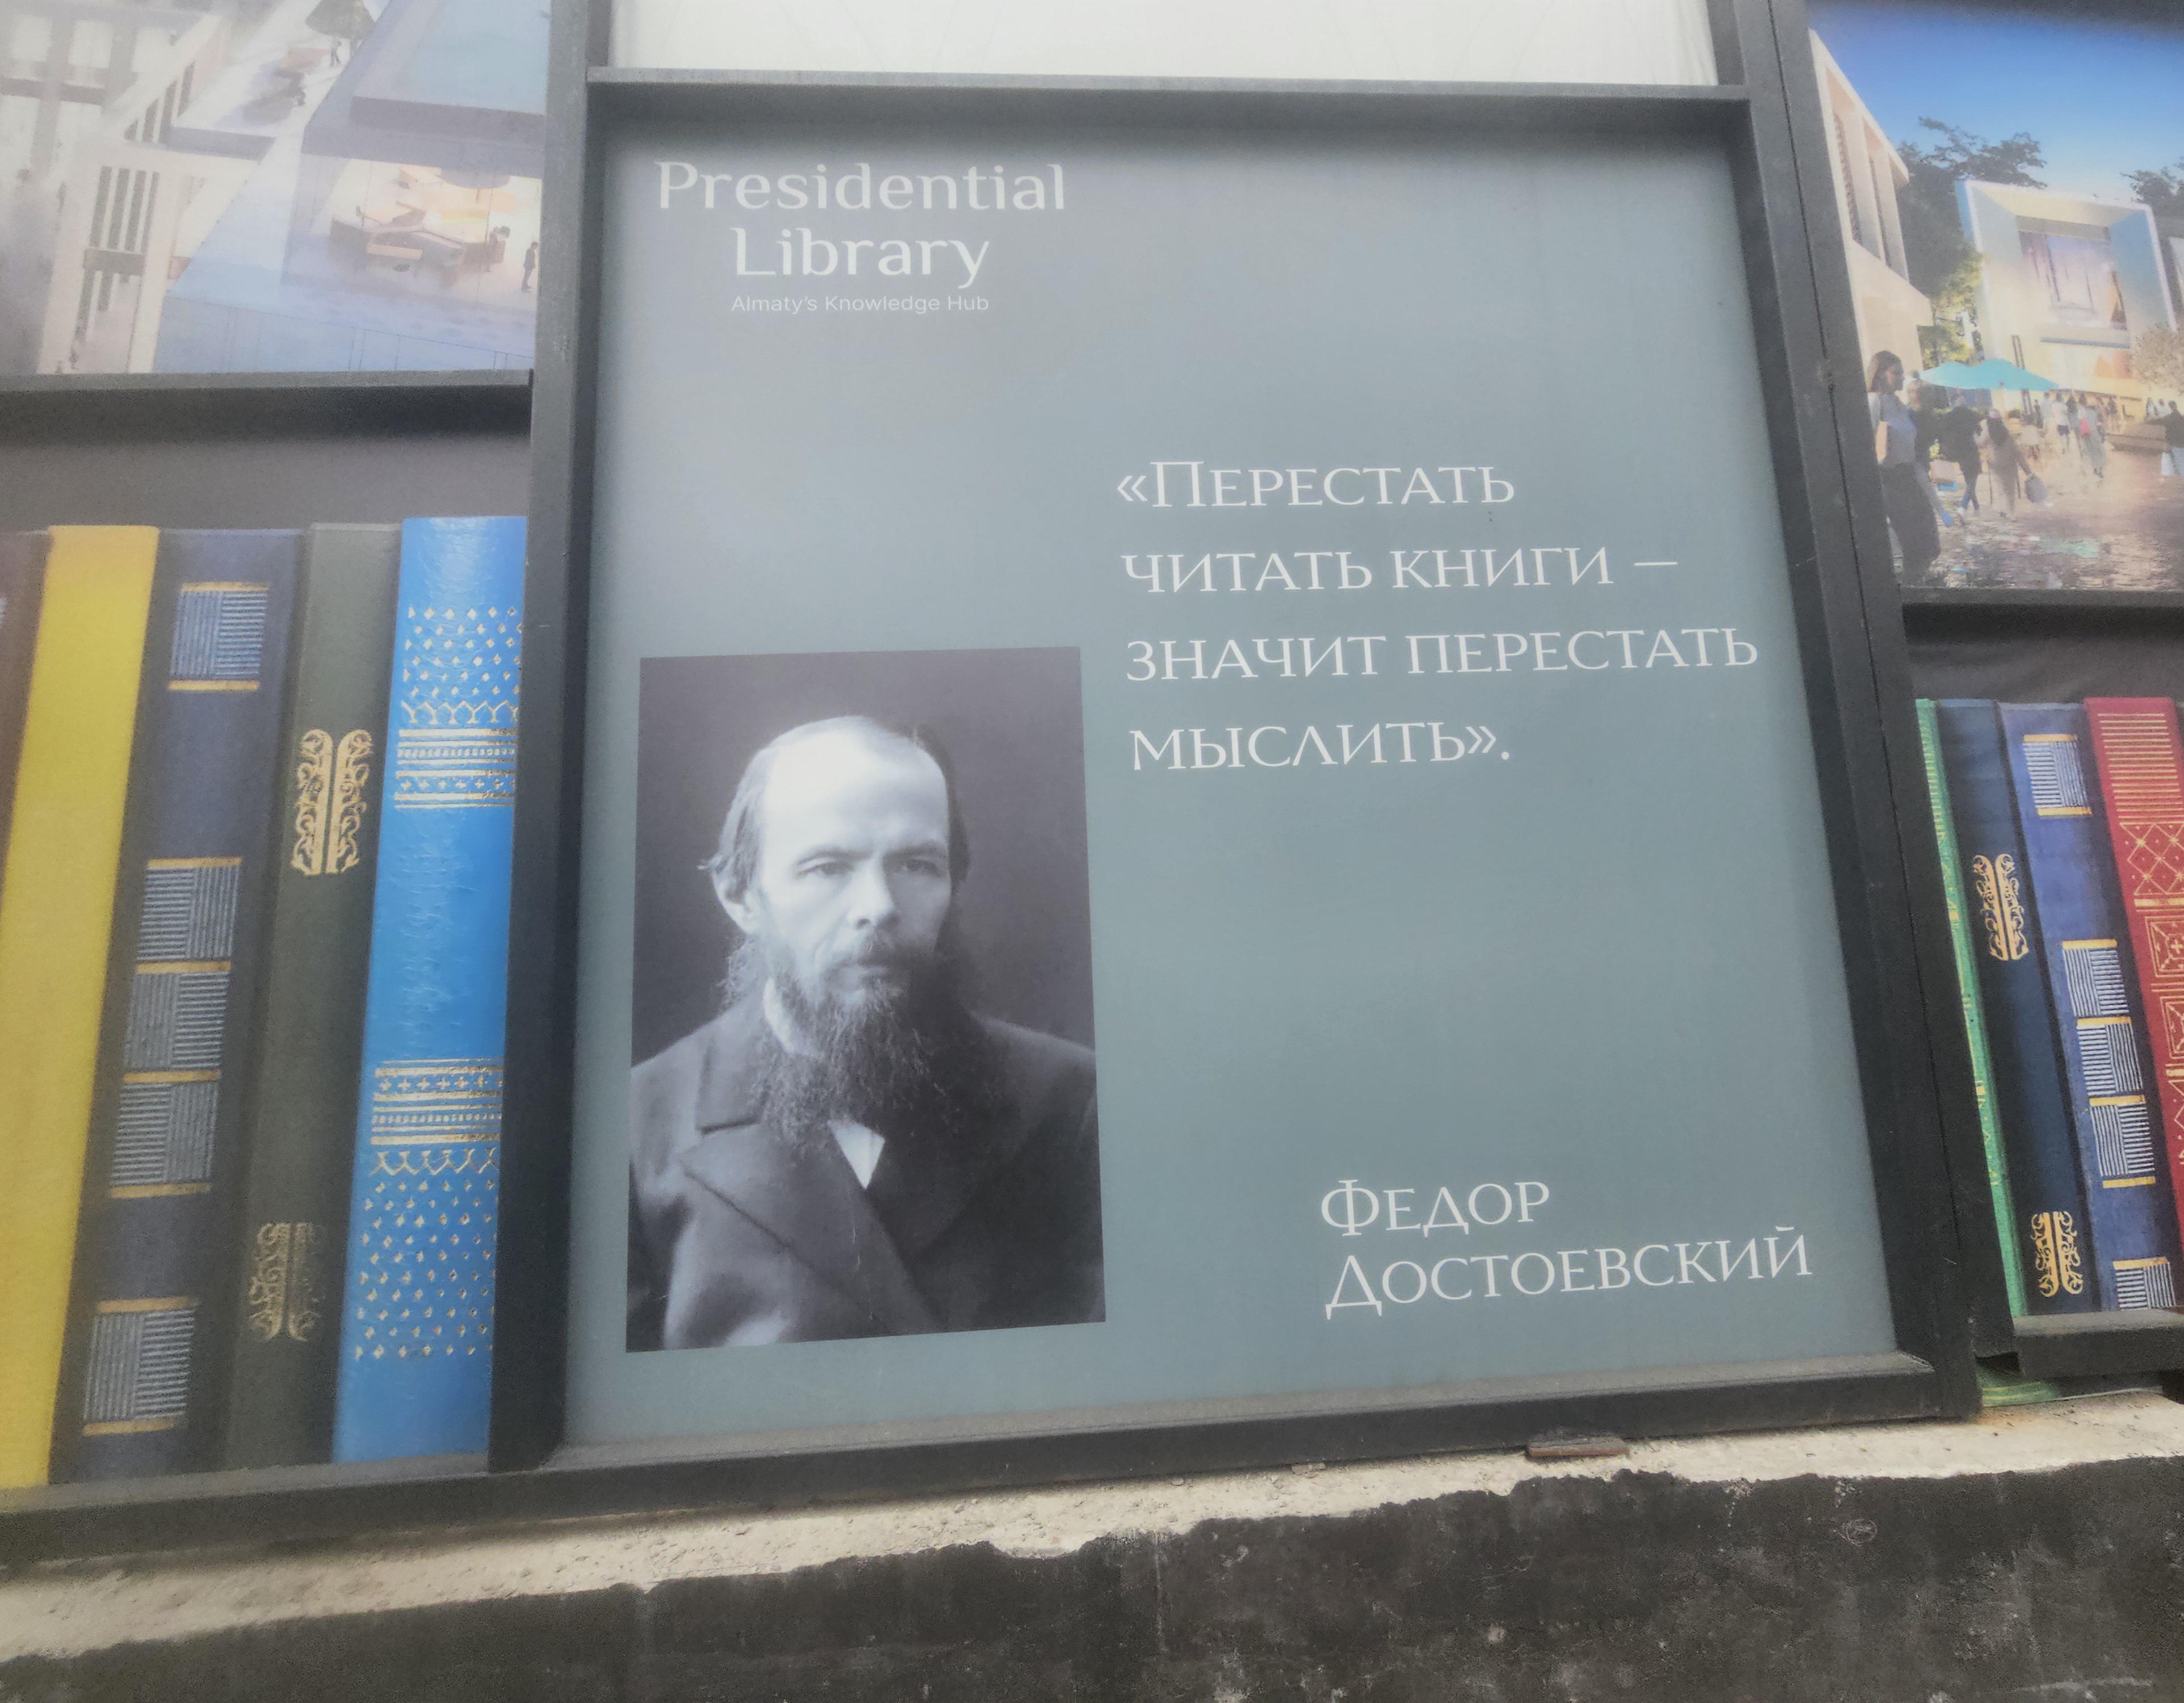 Presidential
Library
Almaty's Knowledge Hub
«Перестать
читать книги –
значит перестать
мыслить».
Федор
Достоевский